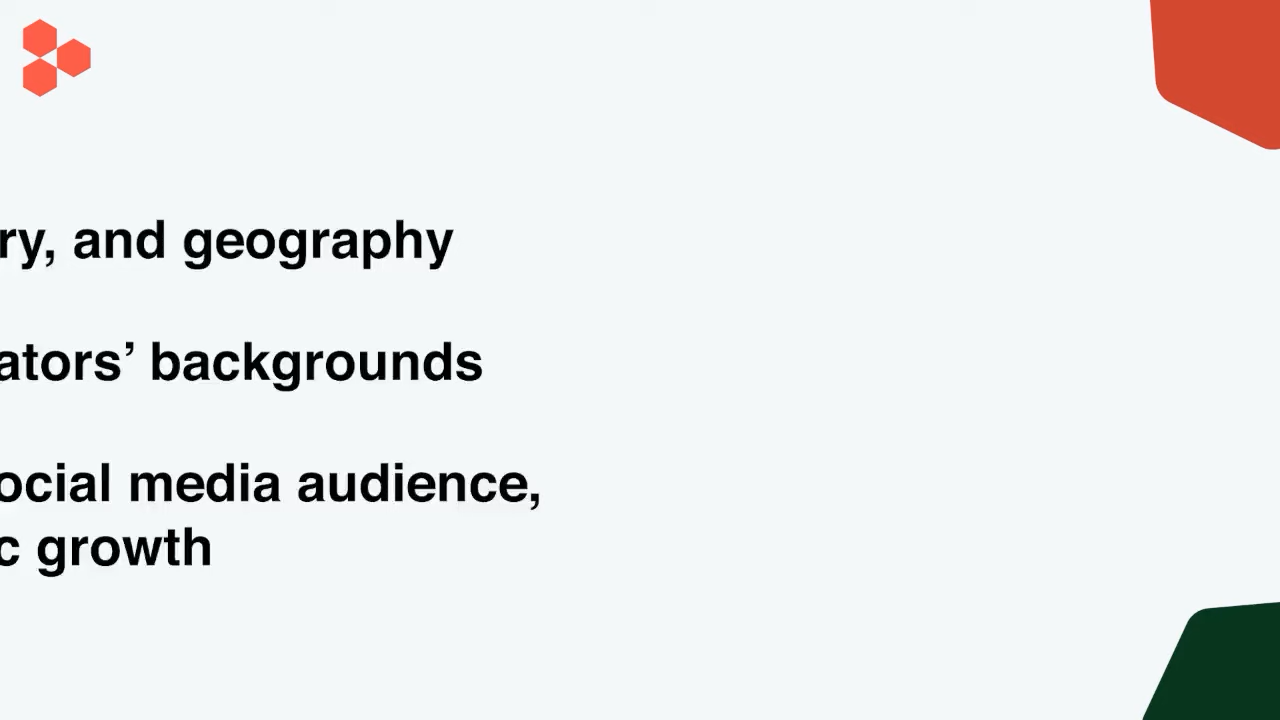 ry, and geography
ators’ backgrounds
ocial media audience,
c growth